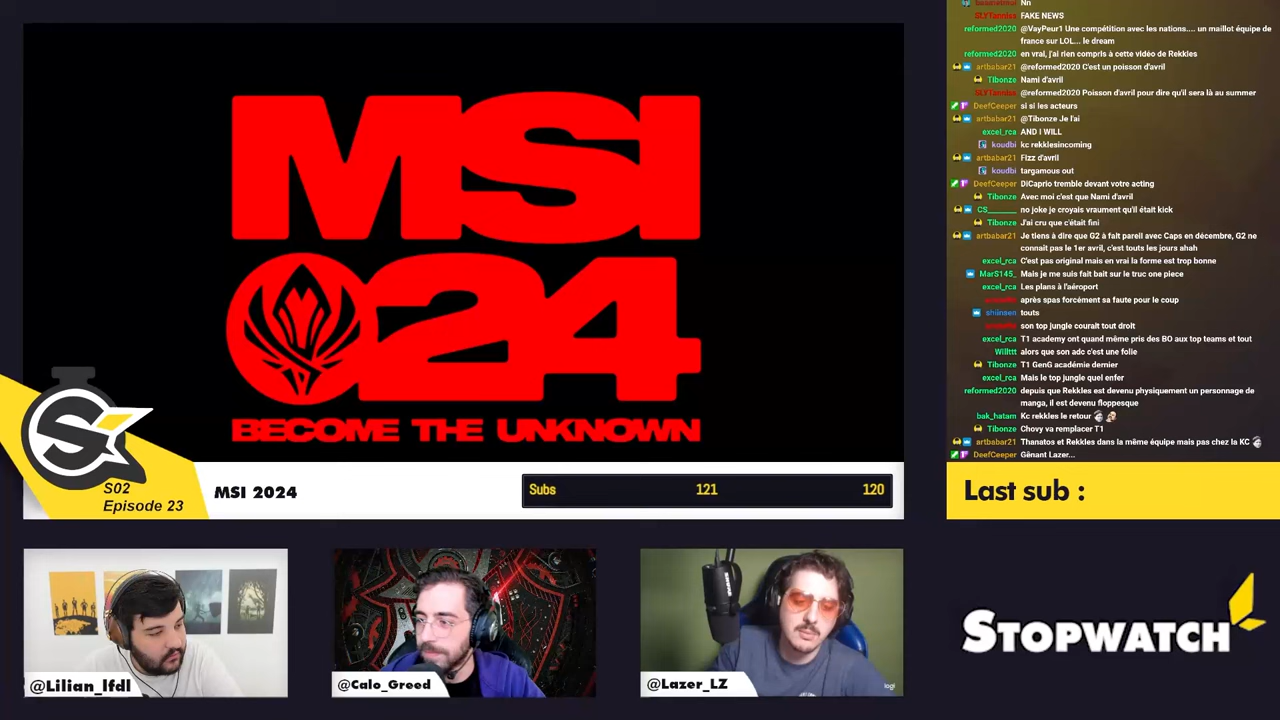 MSI
024
BECOME THE UNKNOWN
S02
Episode 23
MSI 2024
Subs 121 120
@Lilian_lfdl
@Calo_Greed
@Lazer_LZ
logi
Nn
FAKE NEWS
reformed2020 @VayPeur1 Une compétition avec les nations.... un maillot équipe de
france sur LOL... le dream
reformed2020 en vrai, j'ai rien compris à cette vidéo de Rekkles
artbabar21 @reformed2020 C'est un poisson d'avril
Tibonze Nami d'avril
@reformed2020 Poisson d'avril pour dire qu'il sera là au summer
DeefCeeper si si les acteurs
artbabar21 @Tibonze Je l'ai
excel_rca AND I WILL
koudbi kc rekklesincoming
artbabar21 Fizz d'avril
koudbi targamous out
DeefCeeper DiCaprio tremble devant votre acting
Tibonze Avec moi c'est que Nami d'avril
CS_______ no joke je croyais vraument qu'il était kick
Tibonze J'ai cru que c'était fini
artbabar21 Je tiens à dire que G2 à fait pareil avec Caps en décembre, G2 ne
connait pas le 1er avril, c'est touts les jours ahah
excel_rca C'est pas original mais en vrai la forme est trop bonne
MarS145_ Mais je me suis fait bait sur le truc one piece
excel_rca Les plans à l'aéroport
après spas forcément sa faute pour le coup
shiinsen touts
son top jungle courait tout droit
excel_rca T1 academy ont quand même pris des BO aux top teams et tout
Willttt alors que son adc c'est une folie
Tibonze T1 GenG académie dernier
excel_rca Mais le top jungle quel enfer
reformed2020 depuis que Rekkles est devenu physiquement un personnage de
manga, il est devenu floppesque
bak_hatam Kc rekkles le retour
Tibonze Chovy va remplacer T1
artbabar21 Thanatos et Rekkles dans la même équipe mais pas chez la KC
DeefCeeper Gênant Lazer...
Last sub :
STOPWATCH